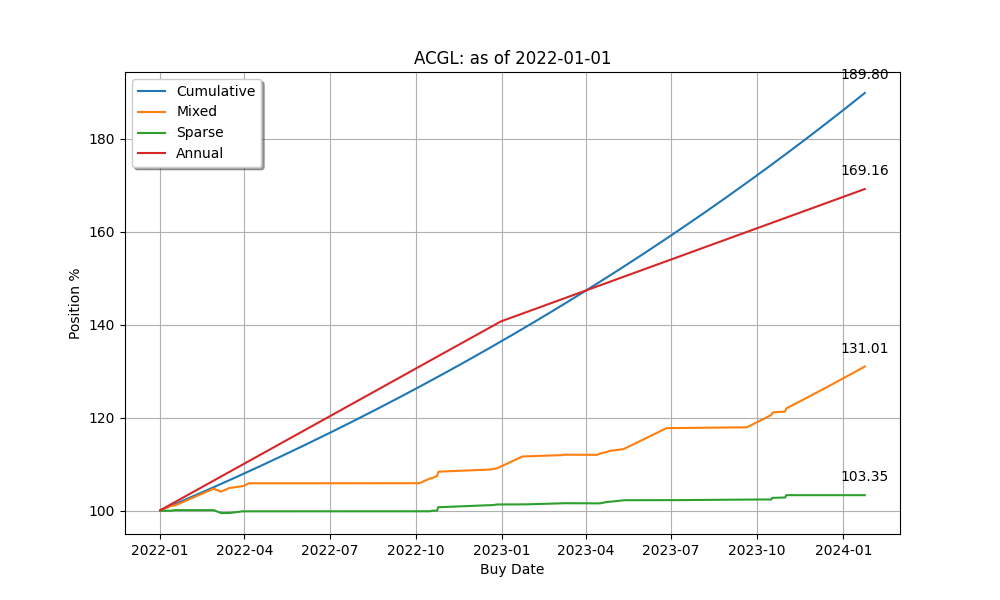 ACGL: as of 2022-01-01
189.80
Cumulative
Mixed
Sparse
Annual
169.16
131.01
103.35
180
160
140
120
100
Position %
2022-01
2022-04
2022-07
2022-10
2023-01
2023-04
2023-07
2023-10
2024-01
Buy Date